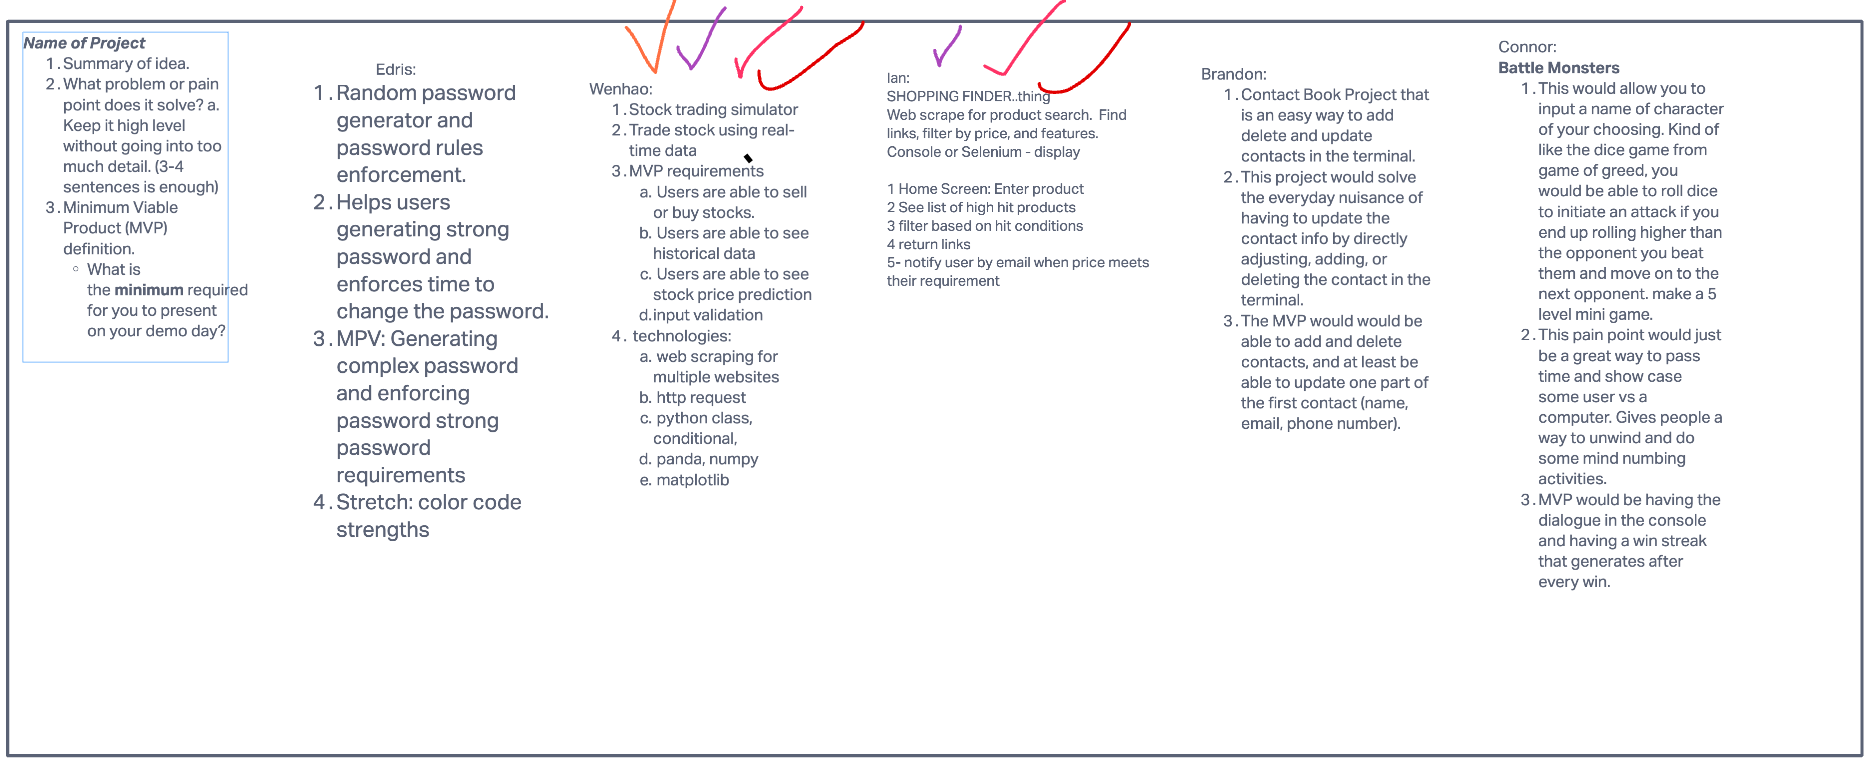 Name of Project
1. Summary of idea.
2. What problem or pain
point does it solve? a.
Keep it high level
without going into too
much detail. (3-4
sentences is enough)
3. Minimum Viable
Product (MVP)
definition.
◦ What is
the minimum required
for you to present
on your demo day?
Edris:
1. Random password
generator and
password rules
enforcement.
2. Helps users
generating strong
password and
enforces time to
change the password.
3. MPV: Generating
complex password
and enforcing
password strong
password
requirements
4. Stretch: color code
strengths
Wenhao:
1. Stock trading simulator
2. Trade stock using real-
time data
3. MVP requirements
a. Users are able to sell
or buy stocks.
b. Users are able to see
historical data
c. Users are able to see
stock price prediction
d. input validation
4. technologies:
a. web scraping for
multiple websites
b. http request
c. python class,
conditional,
d. panda, numpy
e. matplotlib
Ian:
SHOPPING FINDER..thing
Web scrape for product search. Find
links, filter by price, and features.
Console or Selenium - display
1 Home Screen: Enter product
2 See list of high hit products
3 filter based on hit conditions
4 return links
5- notify user by email when price meets
their requirement
Brandon:
1. Contact Book Project that
is an easy way to add
delete and update
contacts in the terminal.
2. This project would solve
the everyday nuisance of
having to update the
contact info by directly
adjusting, adding, or
deleting the contact in the
terminal.
3. The MVP would would be
able to add and delete
contacts, and at least be
able to update one part of
the first contact (name,
email, phone number).
Connor:
Battle Monsters
1. This would allow you to
input a name of character
of your choosing. Kind of
like the dice game from
game of greed, you
would be able to roll dice
to initiate an attack if you
end up rolling higher than
the opponent you beat
them and move on to the
next opponent. make a 5
level mini game.
2. This pain point would just
be a great way to pass
time and show case
some user vs a
computer. Gives people a
way to unwind and do
some mind numbing
activities.
3. MVP would be having the
dialogue in the console
and having a win streak
that generates after
every win.